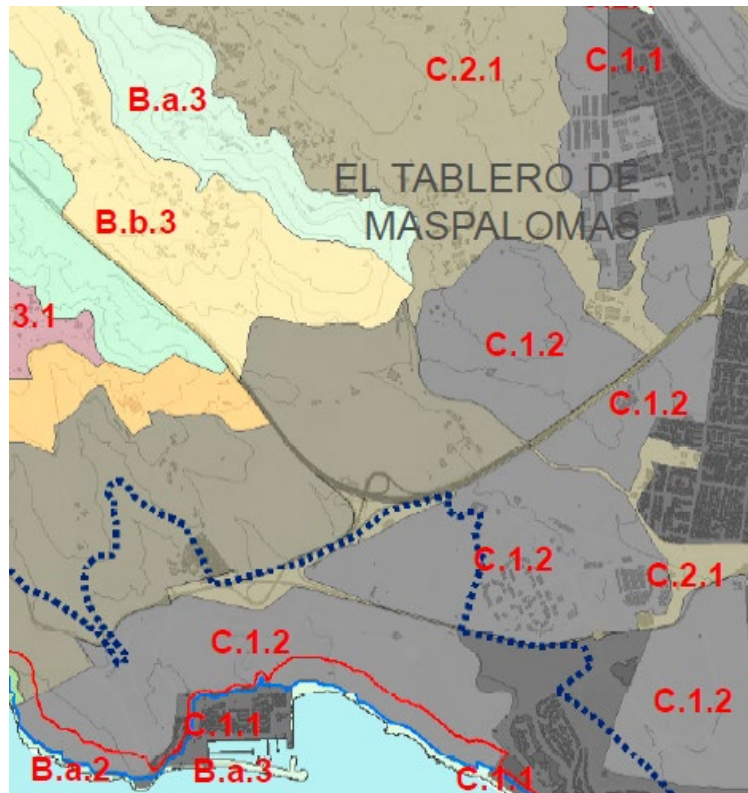 C.2.1
C.1.1
B.a.3
EL TABLERO DE
MASPALOMAS
B.b.3
3.1
C.1.2
C.1.2
C.1.2
C.2.1
C.1.2
C.1.2
C.1.1
B.a.2
B.a.3
C.1.1